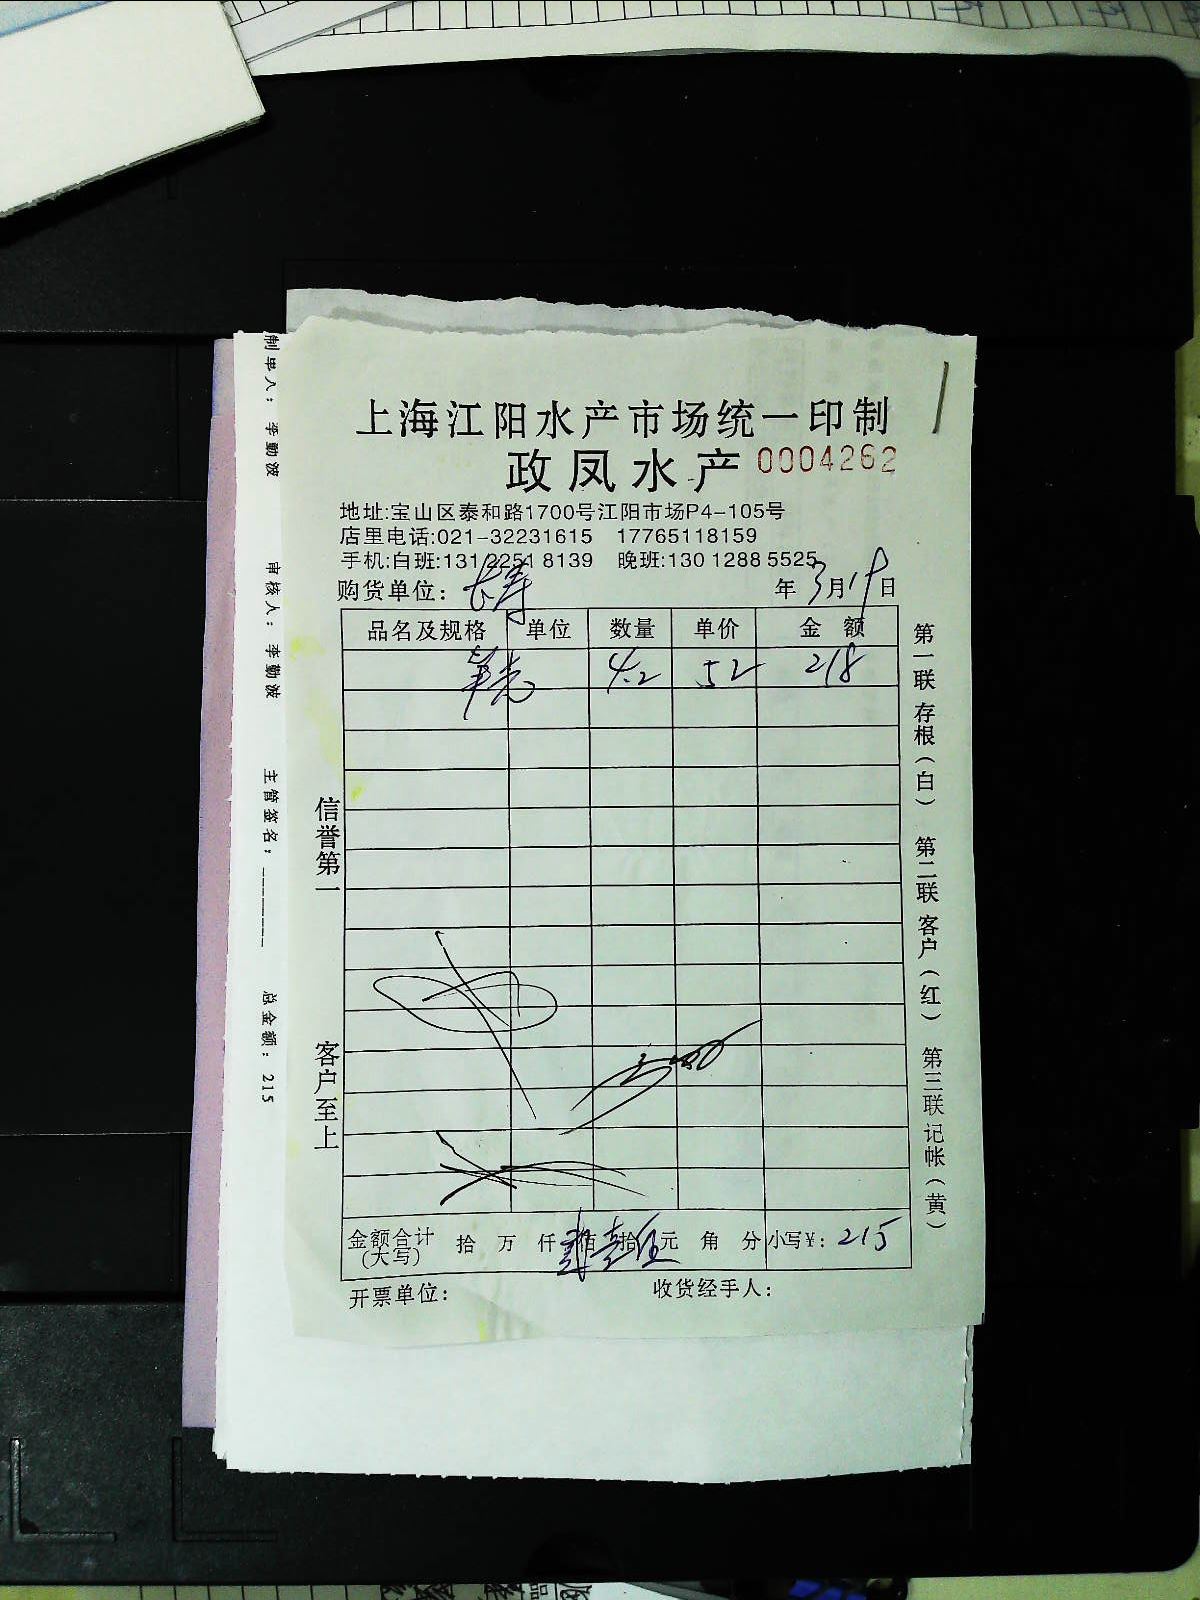 上海江阳水产市场统一印制
政凤水产 0004262
地址:宝山区泰和路1700号江阳市场P4-105号
店里电话:021-32231615 17765118159
手机:白班:131 2251 8139 晚班:130 1288 5525
购货单位: 长寿 年 3月19日
品名及规格 单位 数量 单价 金额
4.2 52 218
金额合计(大写) 拾 万 仟 佰 拾 元 角 分 小写¥: 215
开票单位: 收货经手人:
信誉第一
客户至上
第一联 存根(白) 第二联 客户(红) 第三联 记帐(黄)
制单人: 李勤波 审核人: 李勤波 主管签名: _______ 总金额: 215